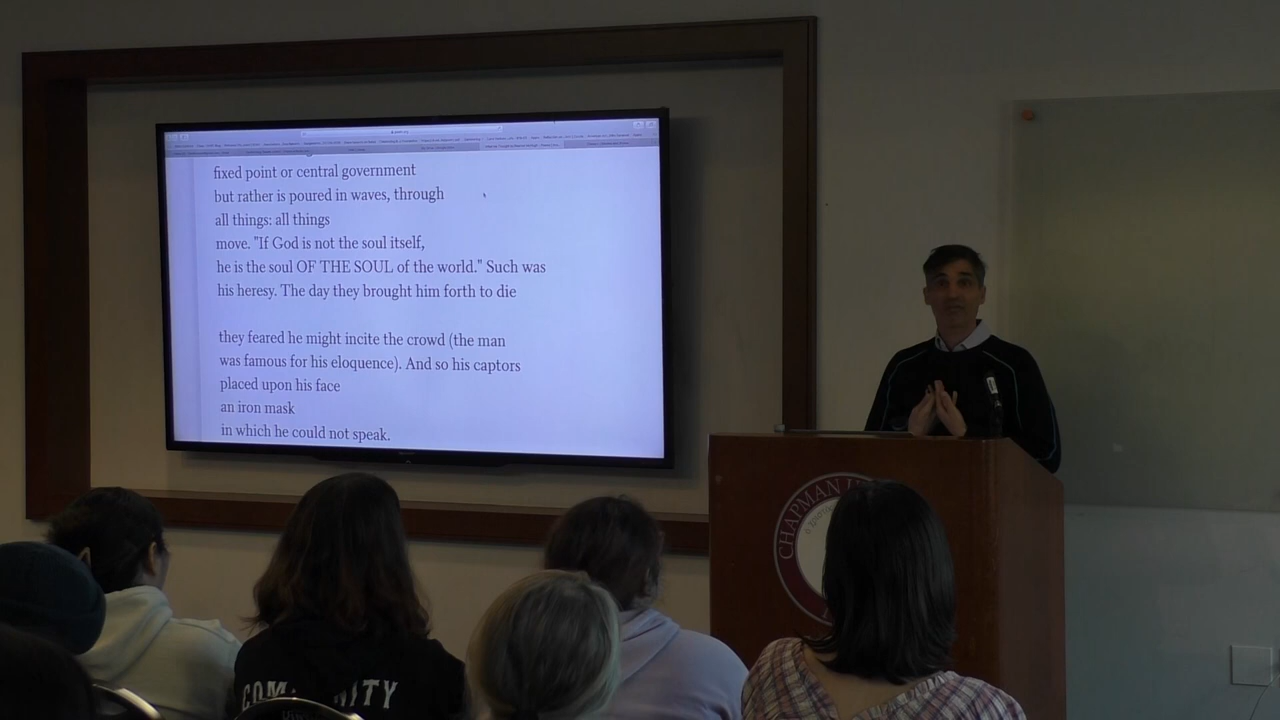 fixed point or central government
but rather is poured in waves, through
all things: all things
move. "If God is not the soul itself,
he is the soul OF THE SOUL of the world." Such was
his heresy. The day they brought him forth to die
they feared he might incite the crowd (the man
was famous for his eloquence). And so his captors
placed upon his face
an iron mask
in which he could not speak.
CHAPMAN U